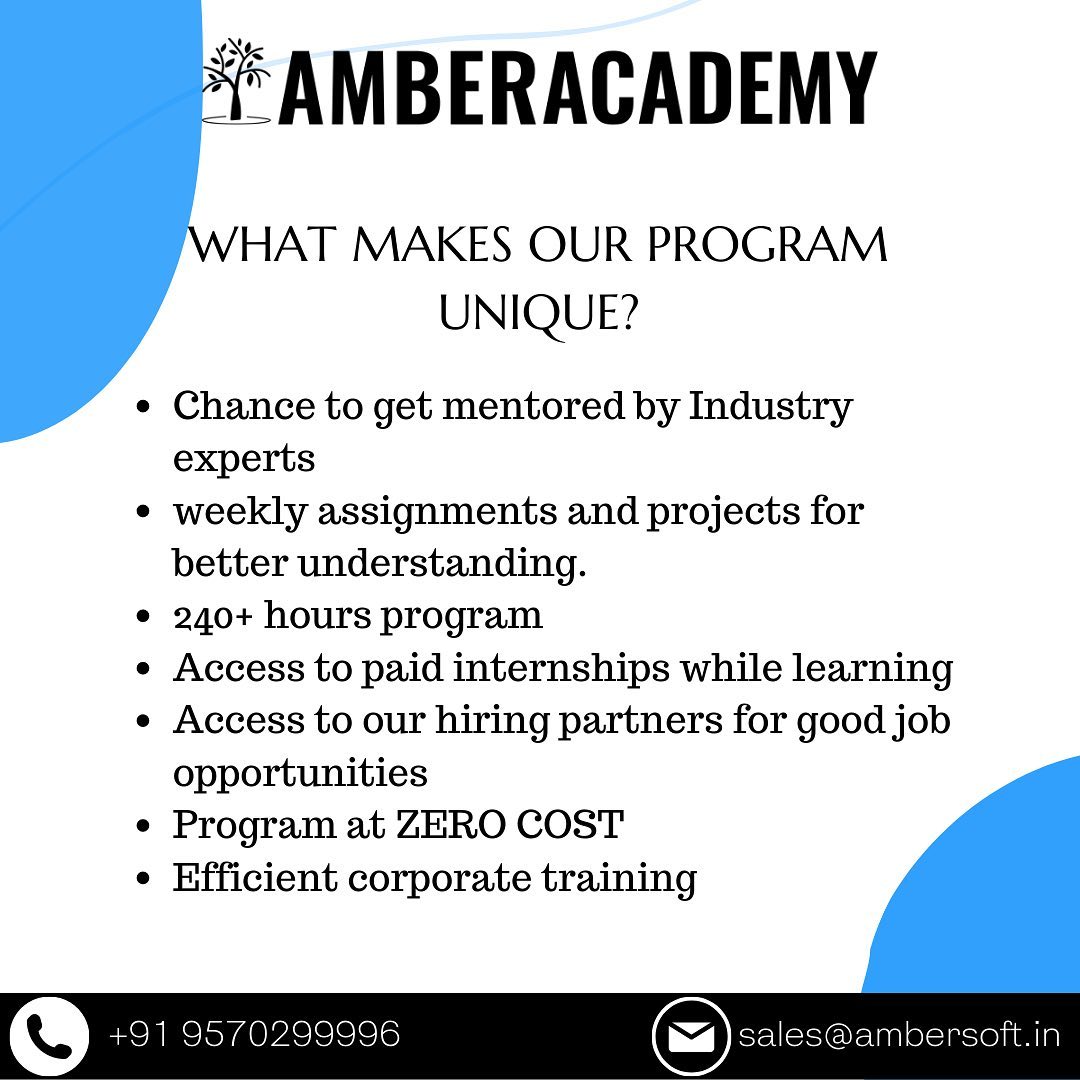 AMBERACADEMY
WHAT MAKES OUR PROGRAM
UNIQUE?
• Chance to get mentored by Industry
experts
• weekly assignments and projects for
better understanding.
• 240+ hours program
• Access to paid internships while learning
• Access to our hiring partners for good job
opportunities
• Program at ZERO COST
• Efficient corporate training
+91 9570299996
sales@ambersoft.in